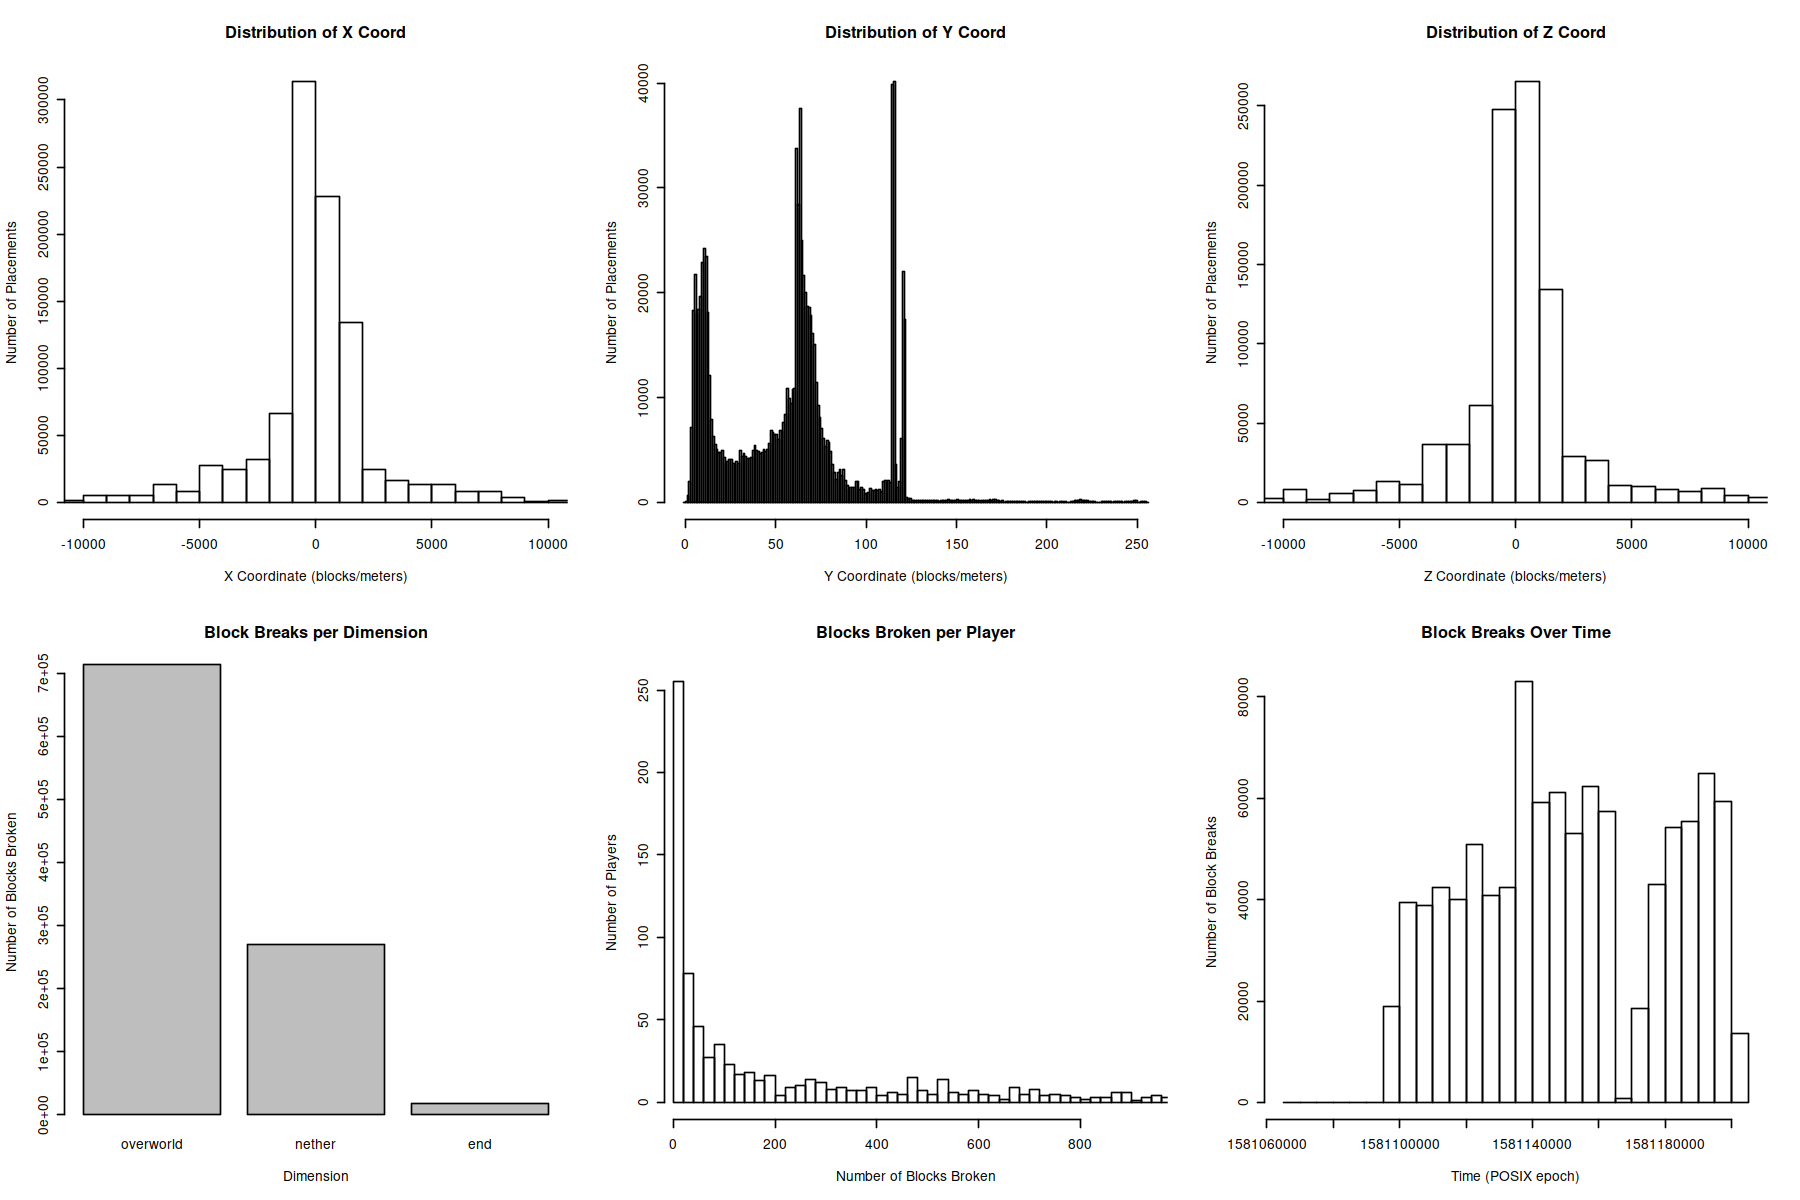 Distribution of X Coord
Number of Placements
0
50000
100000
150000
200000
250000
300000
-10000 -5000 0 5000 10000
X Coordinate (blocks/meters)
Distribution of Y Coord
Number of Placements
0
10000
20000
30000
40000
0 50 100 150 200 250
Y Coordinate (blocks/meters)
Distribution of Z Coord
Number of Placements
0
50000
100000
150000
200000
250000
-10000 -5000 0 5000 10000
Z Coordinate (blocks/meters)
Block Breaks per Dimension
Number of Blocks Broken
0e+00
1e+05
2e+05
3e+05
4e+05
5e+05
6e+05
7e+05
overworld nether end
Dimension
Blocks Broken per Player
Number of Players
0
50
100
150
200
250
0 200 400 600 800
Number of Blocks Broken
Block Breaks Over Time
Number of Block Breaks
0
20000
40000
60000
80000
1581060000 1581100000 1581140000 1581180000
Time (POSIX epoch)